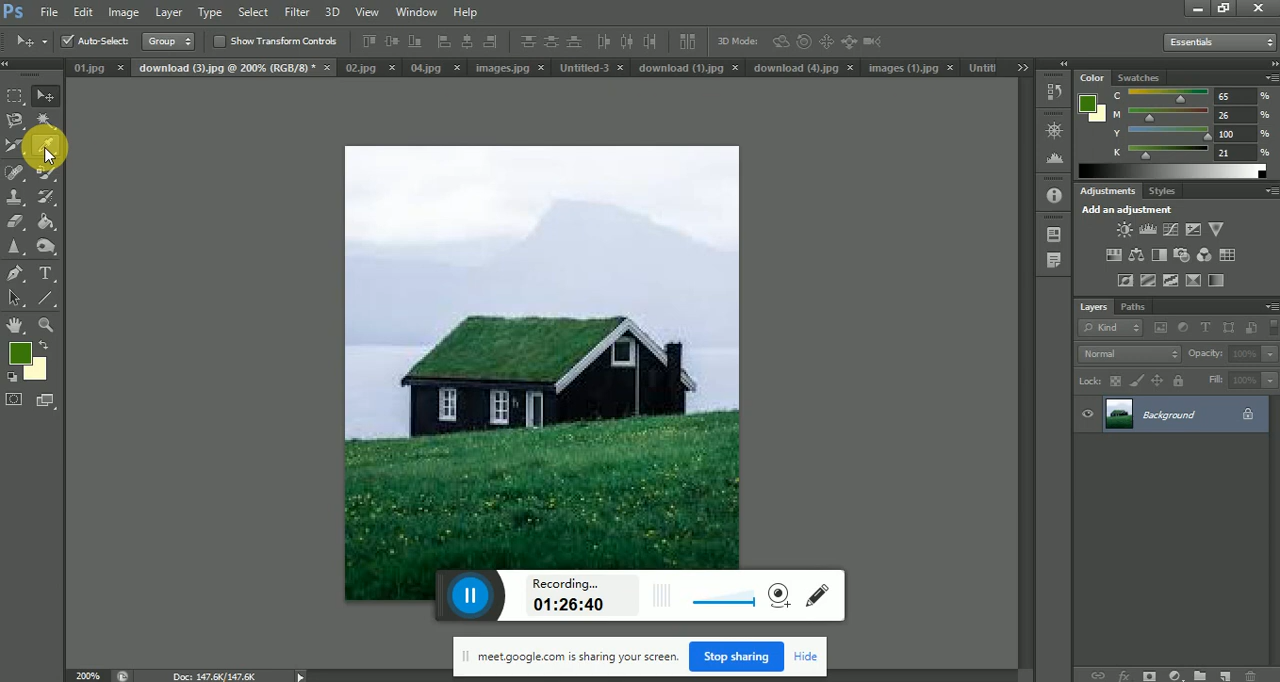 Ps File Edit Image Layer Type Select Filter 3D View Window Help
Auto-Select: Group Show Transform Controls 3D Mode: Essentials
01.jpg × download (3).jpg @ 200% (RGB/8) * × 02.jpg × 04.jpg × images.jpg × Untitled-3 × download (1).jpg × download (4).jpg × images (1).jpg × Untitl >>
Color Swatches
C 65 %
M 26 %
Y 100 %
K 21 %
Adjustments Styles
Add an adjustment
Layers Paths
Kind
Normal Opacity: 100%
Lock: Fill: 100%
Background
Recording...
01:26:40
meet.google.com is sharing your screen. Stop sharing Hide
200% Doc: 147.6K/147.6K